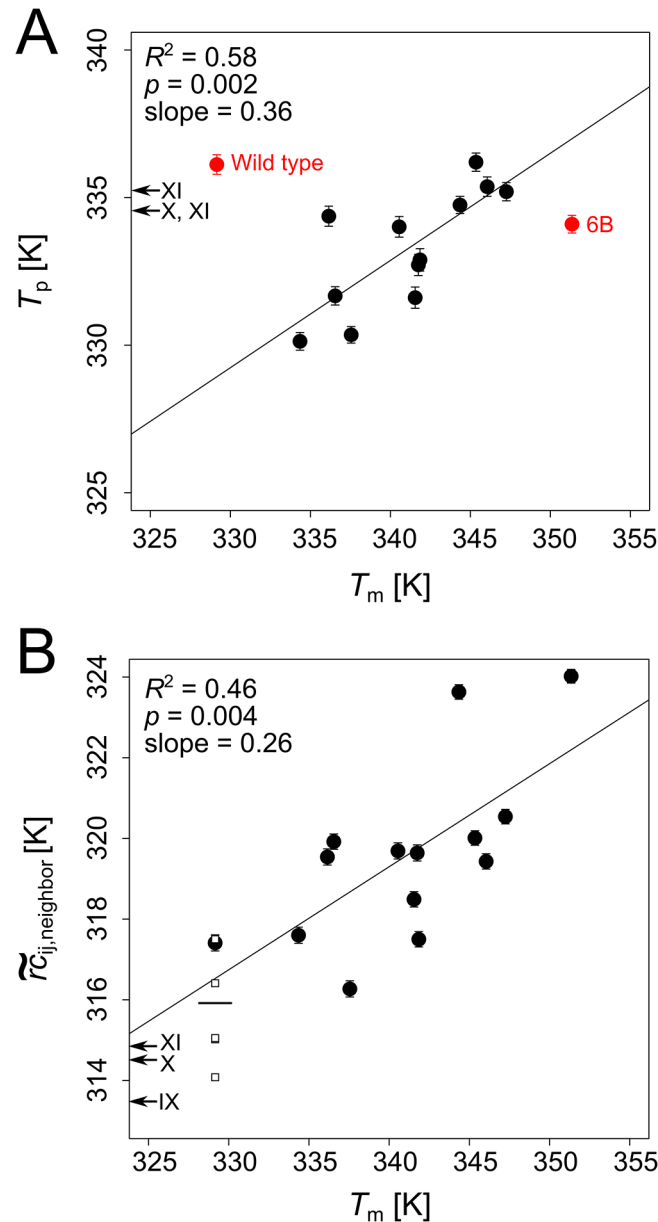 A
R² = 0.58
p = 0.002
slope = 0.36
Wild type
XI
X, XI
6B
340
335
330
325
Tp [K]
325 330 335 340 345 350 355
Tm [K]
B
R² = 0.46
p = 0.004
slope = 0.26
324
322
320
318
316
314
r̃cij,neighbor [K]
XI
X
IX
325 330 335 340 345 350 355
Tm [K]